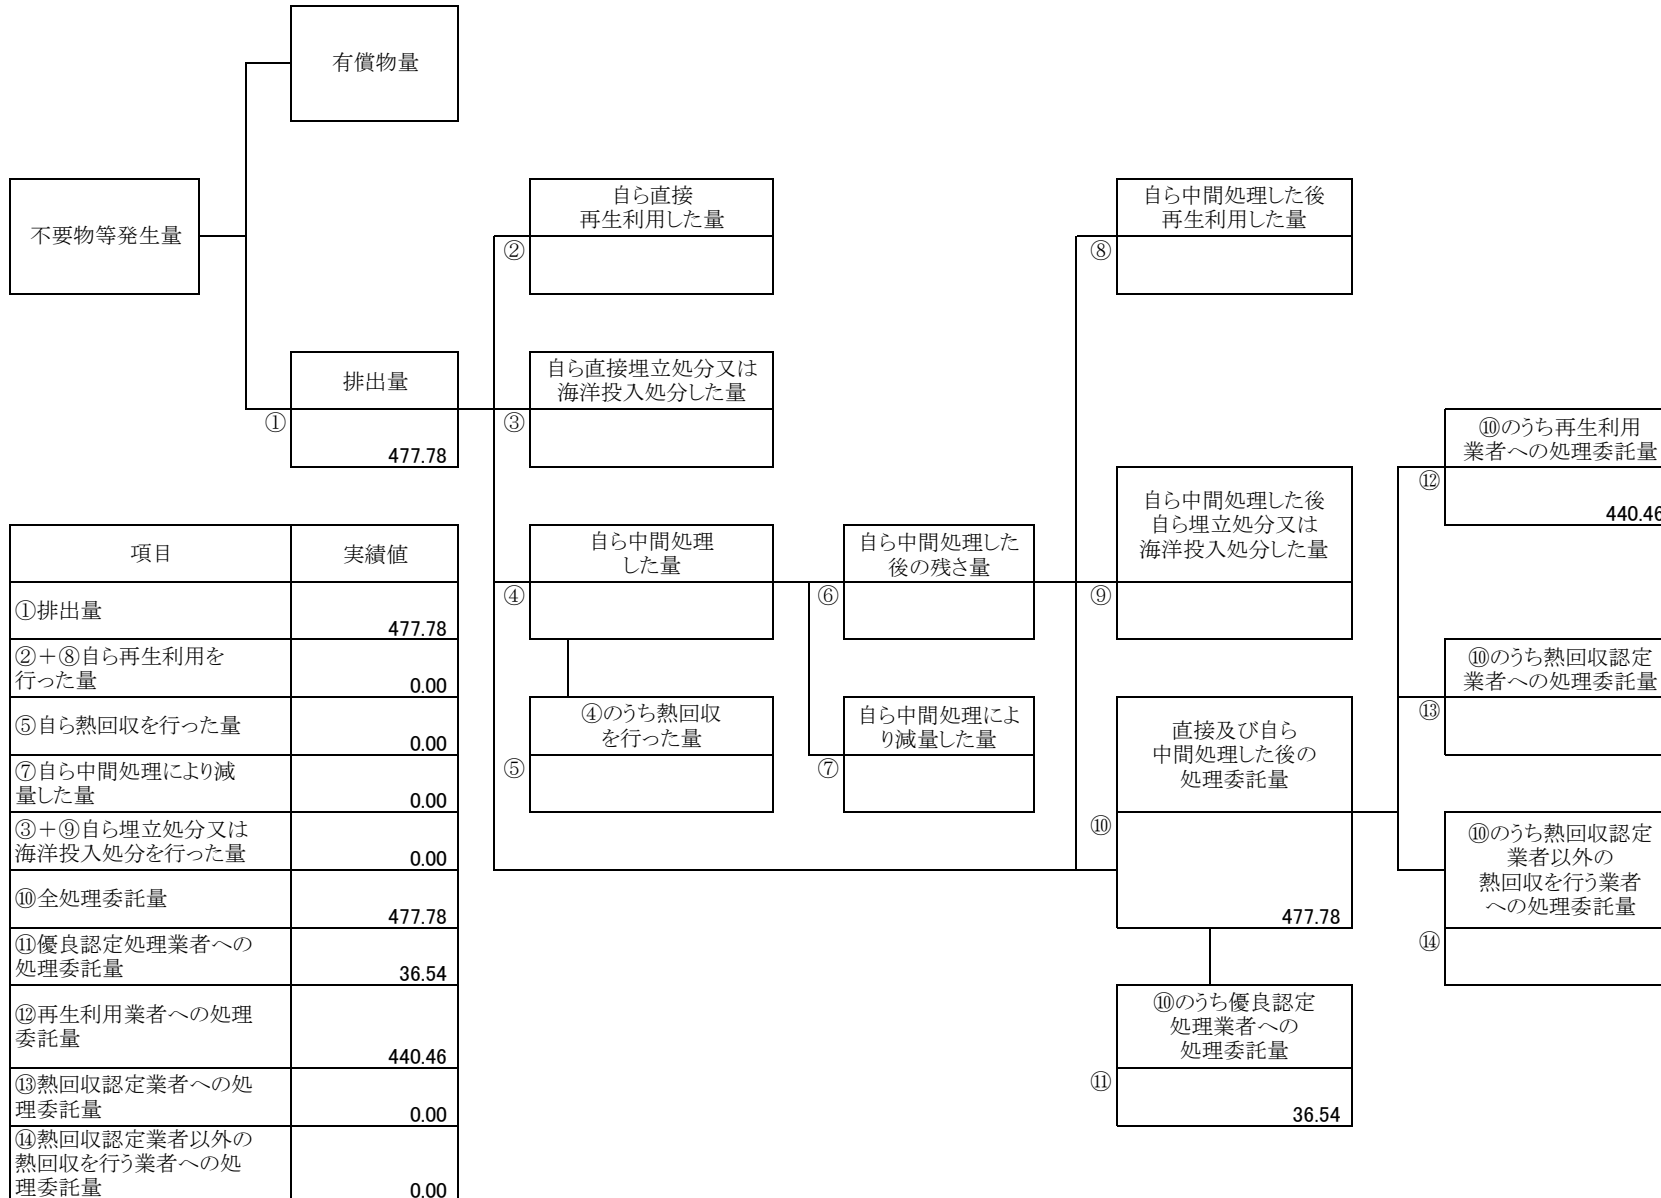 有償物量
不要物等発生量
自ら直接
再生利用した量
②
自ら中間処理した後
再生利用した量
⑧
排出量
①
477.78
自ら直接埋立処分又は
海洋投入処分した量
③
⑩のうち再生利用
業者への処理委託量
⑫
440.46
自ら中間処理
した量
④
自ら中間処理した
後の残さ量
⑥
自ら中間処理した後
自ら埋立処分又は
海洋投入処分した量
⑨
⑩のうち熱回収認定
業者への処理委託量
⑬
④のうち熱回収
を行った量
⑤
自ら中間処理によ
り減量した量
⑦
直接及び自ら
中間処理した後の
処理委託量
⑩
477.78
⑩のうち熱回収認定
業者以外の
熱回収を行う業者
への処理委託量
⑭
⑩のうち優良認定
処理業者への
処理委託量
⑪
36.54
項目 実績値
①排出量 477.78
②＋⑧自ら再生利用を
行った量 0.00
⑤自ら熱回収を行った量 0.00
⑦自ら中間処理により減
量した量 0.00
③＋⑨自ら埋立処分又は
海洋投入処分を行った量 0.00
⑩全処理委託量 477.78
⑪優良認定処理業者への
処理委託量 36.54
⑫再生利用業者への処理
委託量 440.46
⑬熱回収認定業者への処
理委託量 0.00
⑭熱回収認定業者以外の
熱回収を行う業者への処
理委託量 0.00